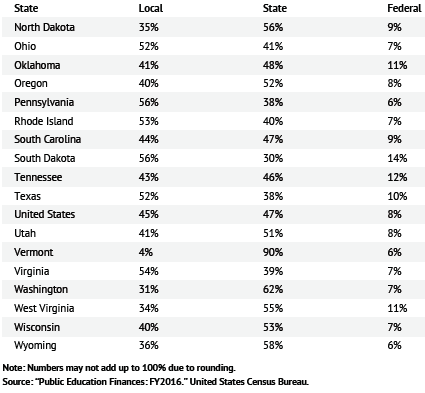 State Local State Federal
North Dakota 35% 56% 9%
Ohio 52% 41% 7%
Oklahoma 41% 48% 11%
Oregon 40% 52% 8%
Pennsylvania 56% 38% 6%
Rhode Island 53% 40% 7%
South Carolina 44% 47% 9%
South Dakota 56% 30% 14%
Tennessee 43% 46% 12%
Texas 52% 38% 10%
United States 45% 47% 8%
Utah 41% 51% 8%
Vermont 4% 90% 6%
Virginia 54% 39% 7%
Washington 31% 62% 7%
West Virginia 34% 55% 11%
Wisconsin 40% 53% 7%
Wyoming 36% 58% 6%
Note: Numbers may not add up to 100% due to rounding.
Source: "Public Education Finances: FY2016." United States Census Bureau.